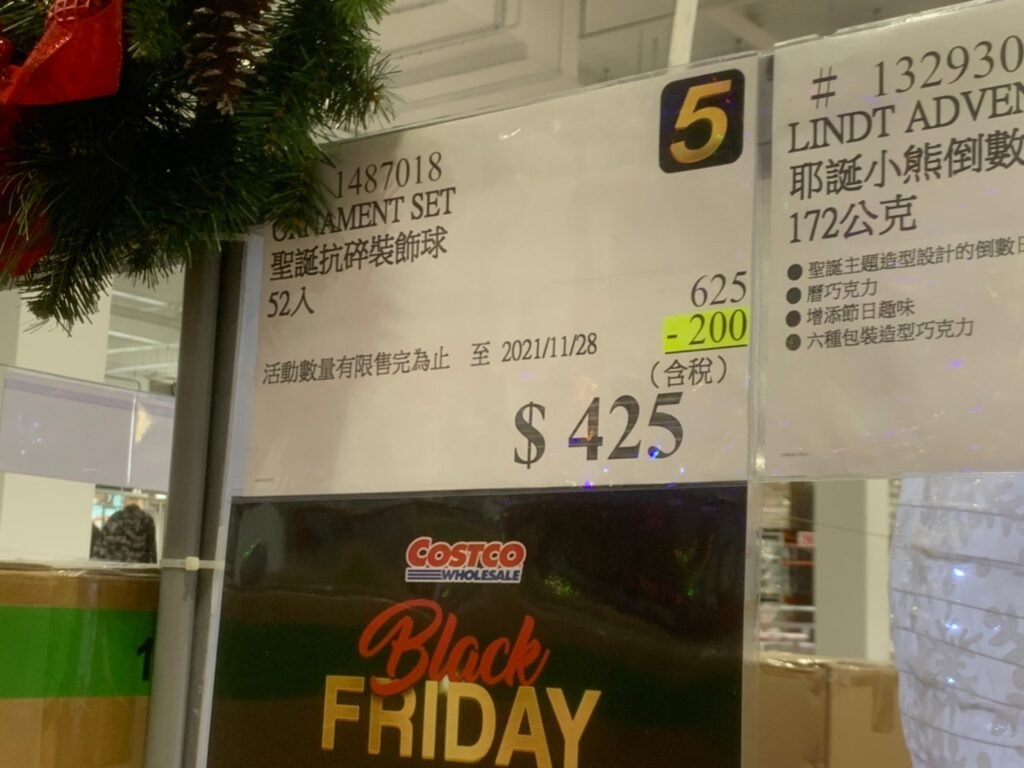 5
1487018
ORNAMENT SET
聖誕抗碎裝飾球
52入
625
- 200
活動數量有限售完為止 至 2021/11/28
(含稅)
$ 425
COSTCO
WHOLESALE
Black
FRIDAY
# 132930
LINDT ADVEN
耶誕小熊倒數
172公克
●聖誕主題造型設計的倒數日
●曆巧克力
●增添節日趣味
●六種包裝造型巧克力